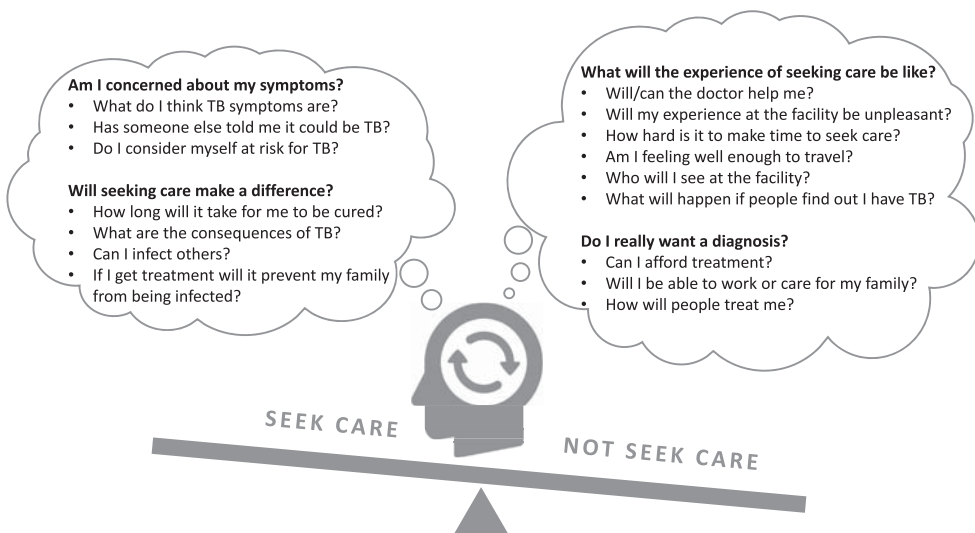 Am I concerned about my symptoms?
• What do I think TB symptoms are?
• Has someone else told me it could be TB?
• Do I consider myself at risk for TB?
Will seeking care make a difference?
• How long will it take for me to be cured?
• What are the consequences of TB?
• Can I infect others?
• If I get treatment will it prevent my family
from being infected?
What will the experience of seeking care be like?
• Will/can the doctor help me?
• Will my experience at the facility be unpleasant?
• How hard is it to make time to seek care?
• Am I feeling well enough to travel?
• Who will I see at the facility?
• What will happen if people find out I have TB?
Do I really want a diagnosis?
• Can I afford treatment?
• Will I be able to work or care for my family?
• How will people treat me?
SEEK CARE
NOT SEEK CARE